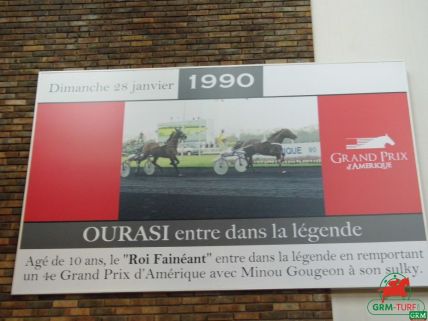 Dimanche 28 janvier 1990
IQUE 90
GRAND PRIX
D'AMÉRIQUE
OURASI entre dans la légende
Agé de 10 ans, le "Roi Fainéant" entre dans la légende en remportant
un 4e Grand Prix d'Amérique avec Minou Gougeon à son sulky.
GRM-TURF
GRM